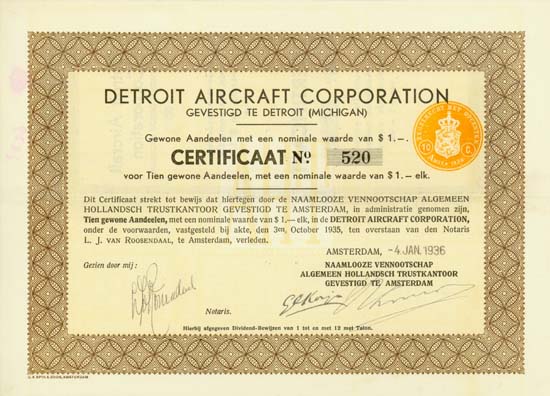 DETROIT AIRCRAFT CORPORATION
GEVESTIGD TE DETROIT (MICHIGAN)
Gewone Aandeelen met een nominale waarde van $ 1.—.
CERTIFICAAT No 520
voor Tien gewone Aandeelen, met een nominale waarde van $ 1.— elk.
10 G.
Dit Certificaat strekt tot bewijs dat hiertegen door de NAAMLOOZE VENNOOTSCHAP ALGEMEEN
HOLLANDSCH TRUSTKANTOOR GEVESTIGD TE AMSTERDAM, in administratie genomen zijn,
Tien gewone Aandeelen, met een nominale waarde van $ 1.— elk, in de DETROIT AIRCRAFT CORPORATION,
onder de voorwaarden, vastgesteld bij akte, den 3en October 1935, ten overstaan van den Notaris
L. J. VAN ROOSENDAAL, te Amsterdam, verleden.
AMSTERDAM, -4 JAN. 1936
Gezien door mij:
NAAMLOOZE VENNOOTSCHAP
ALGEMEEN HOLLANDSCH TRUSTKANTOOR
GEVESTIGD TE AMSTERDAM
Notaris.
Hierbij afgegeven Dividend-Bewijzen van 1 tot en met 12 met Talon.